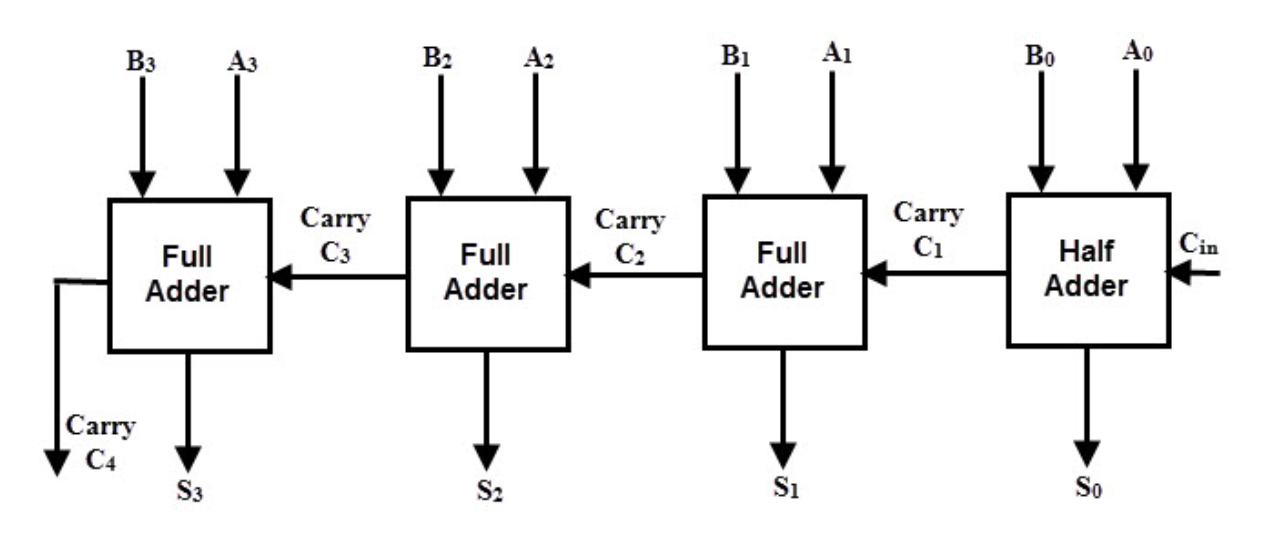 B₃ A₃ B₂ A₂ B₁ A₁ B₀ A₀
Carry C₃
Carry C₂
Carry C₁
Cᵢₙ
Full
Adder
Full
Adder
Full
Adder
Half
Adder
Carry
C₄
S₃ S₂ S₁ S₀